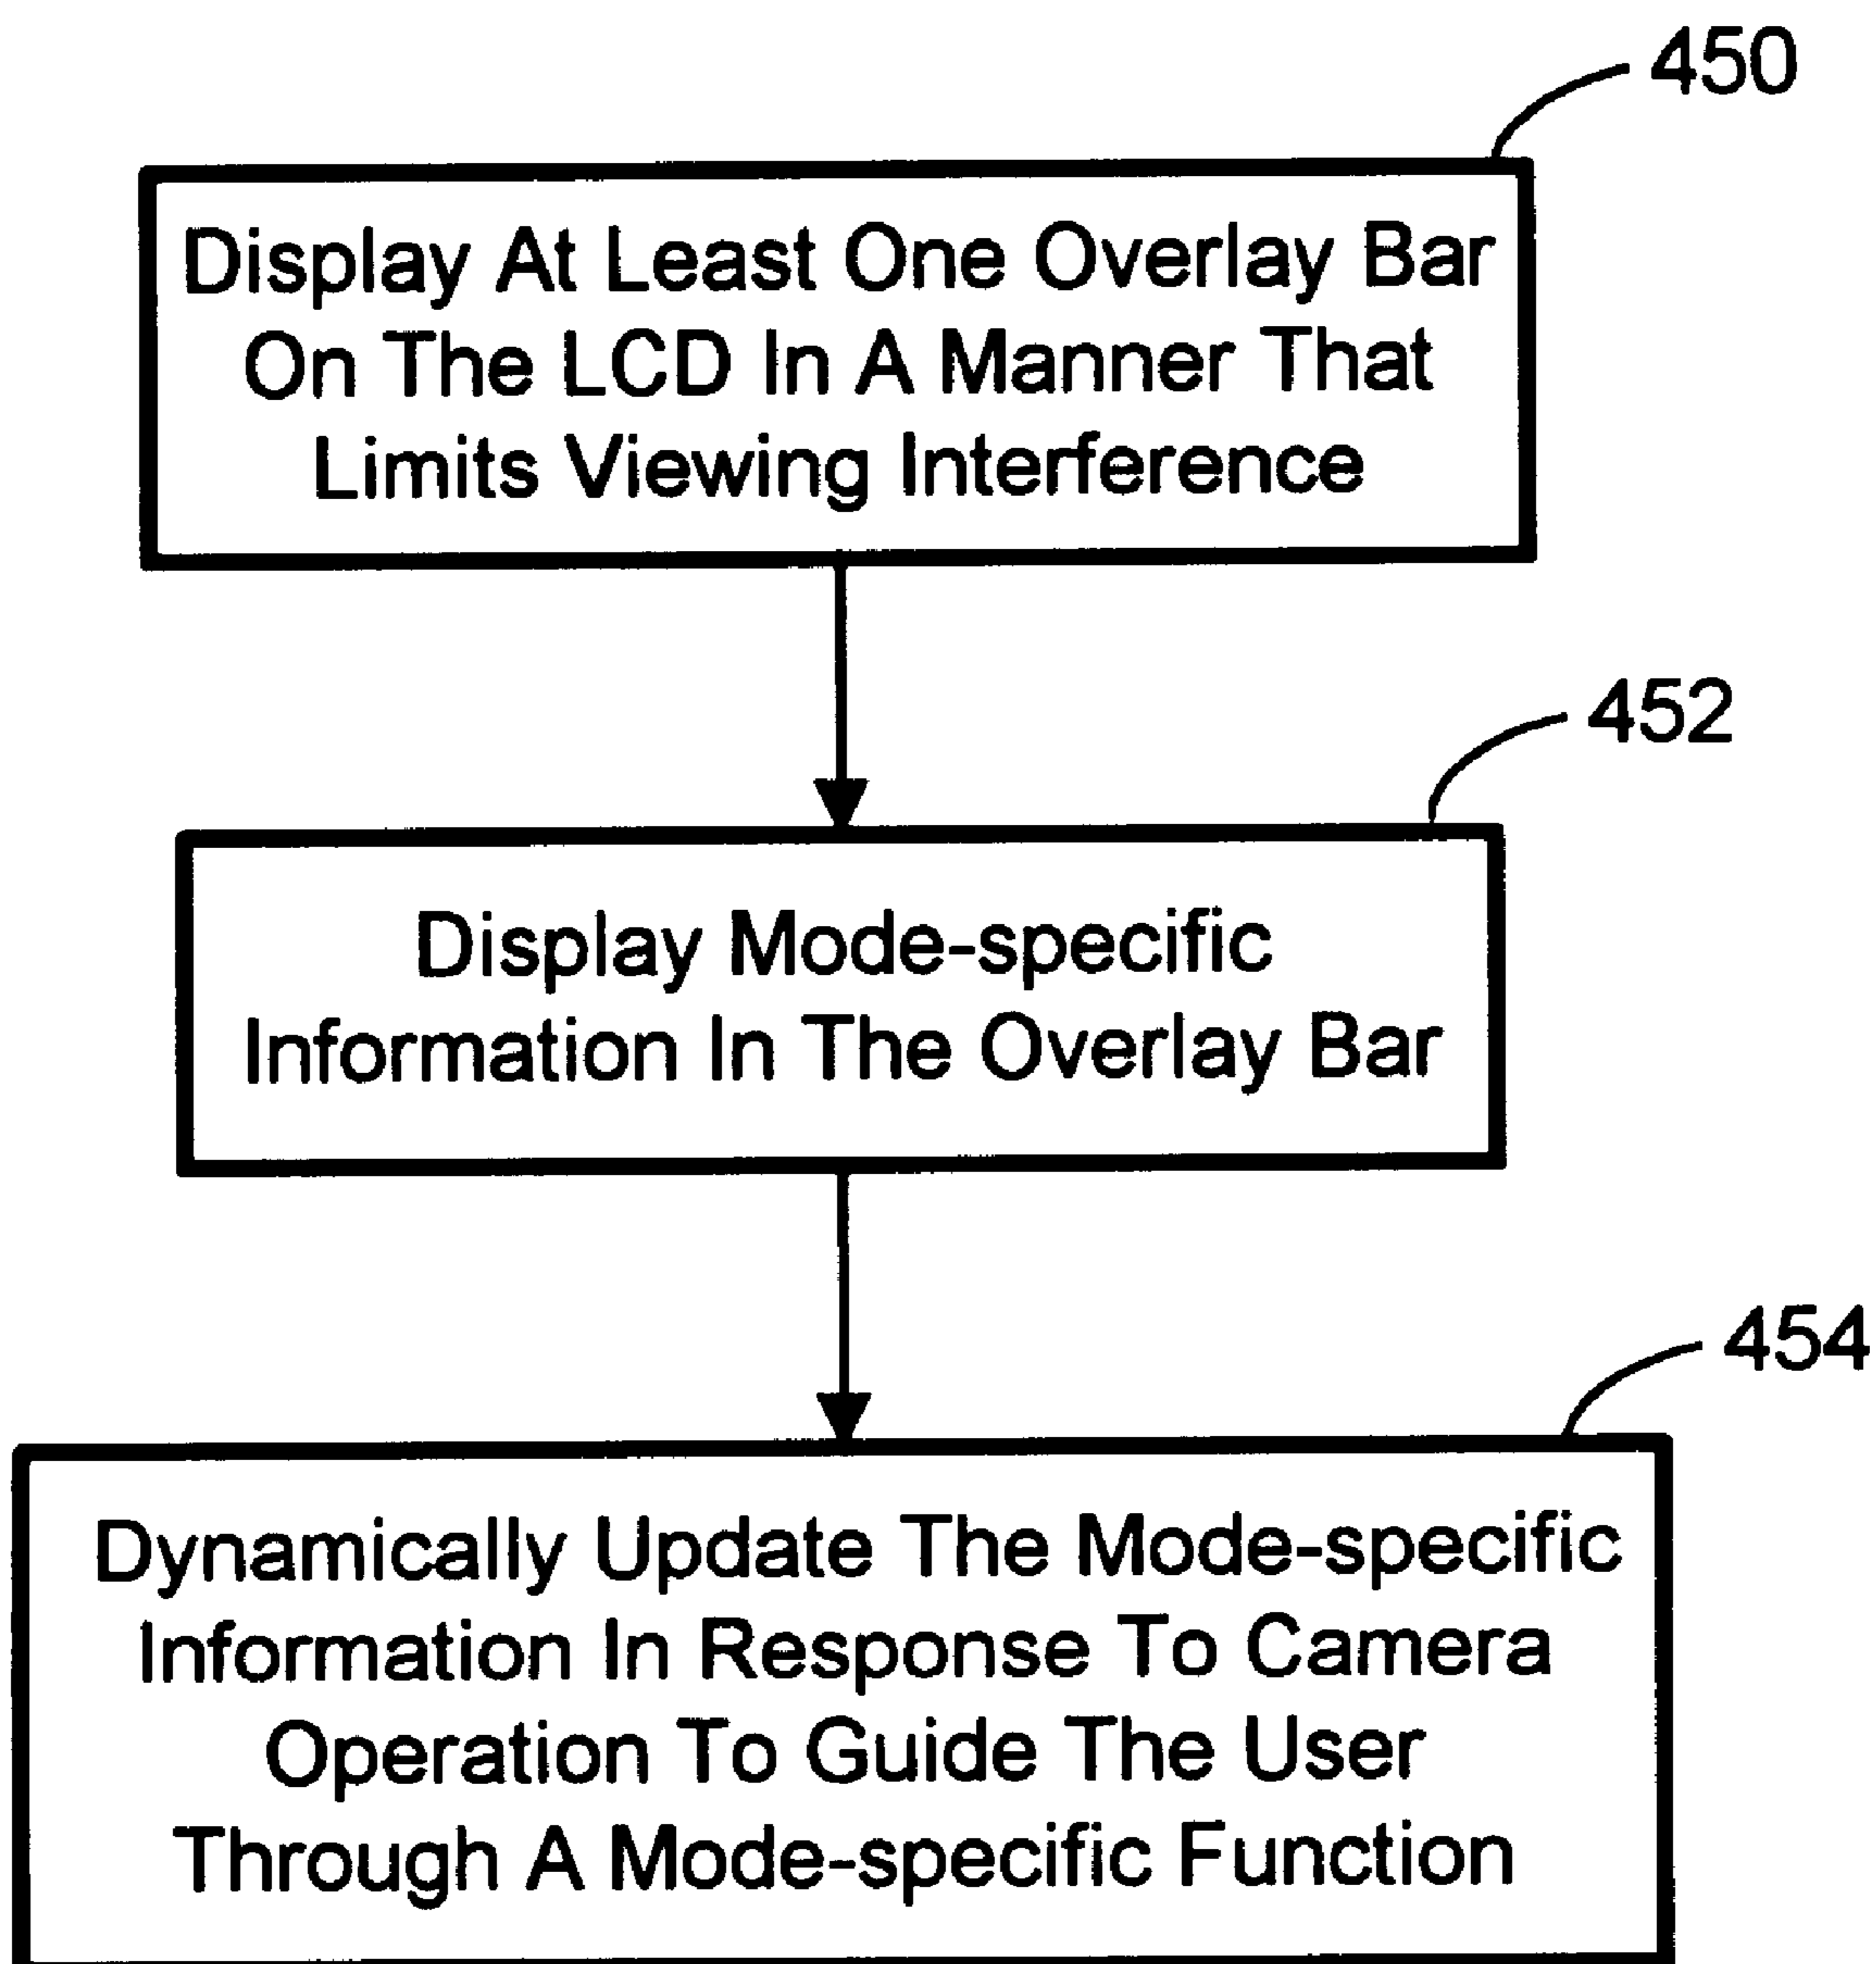 450
Display At Least One Overlay Bar
On The LCD In A Manner That
Limits Viewing Interference
452
Display Mode-specific
Information In The Overlay Bar
454
Dynamically Update The Mode-specific
Information In Response To Camera
Operation To Guide The User
Through A Mode-specific Function